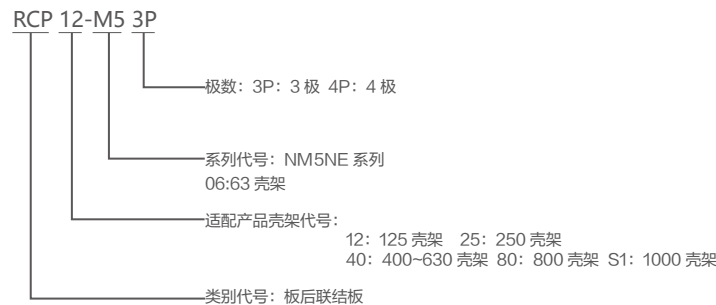 RCP 12-M5 3P
极数：3P：3 极 4P：4 极
系列代号：NM5NE 系列
06:63 壳架
适配产品壳架代号：
12：125 壳架 25：250 壳架
40：400~630 壳架 80：800 壳架 S1：1000 壳架
类别代号：板后联结板